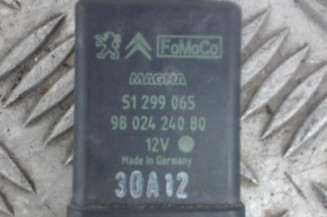 FoMoCo
MAGNA
51 299 065
98 024 240 80
12V
Made in Germany
30A12